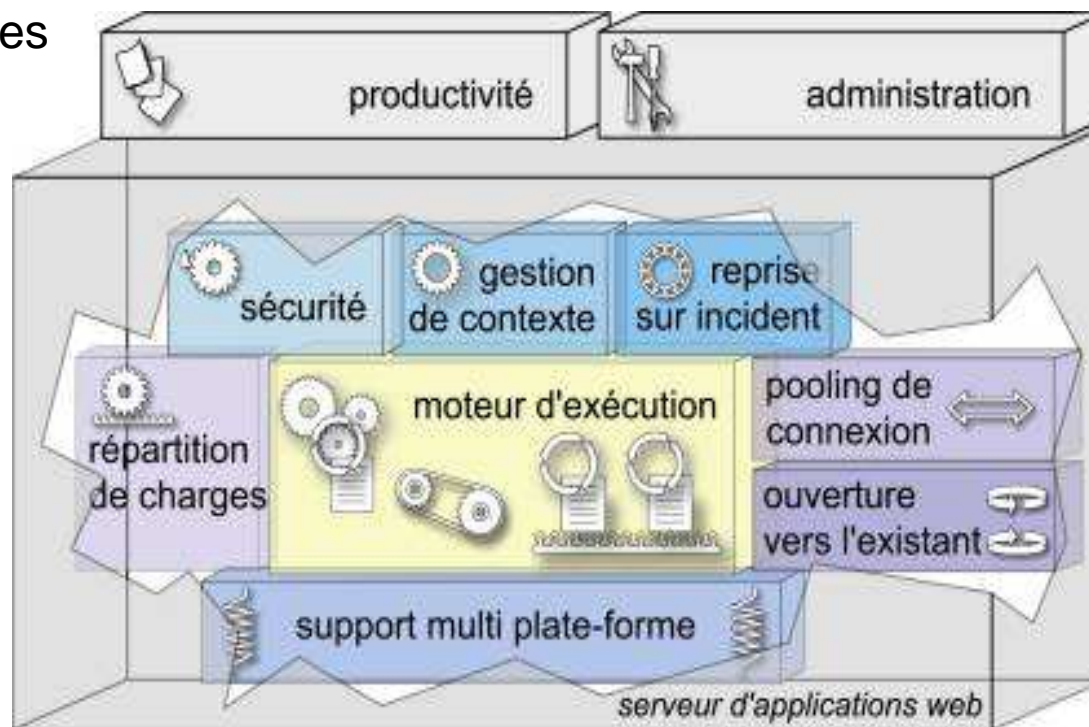 es
productivité
administration
sécurité
gestion
de contexte
reprise
sur incident
répartition
de charges
moteur d'exécution
pooling de
connexion
ouverture
vers l'existant
support multi plate-forme
serveur d'applications web